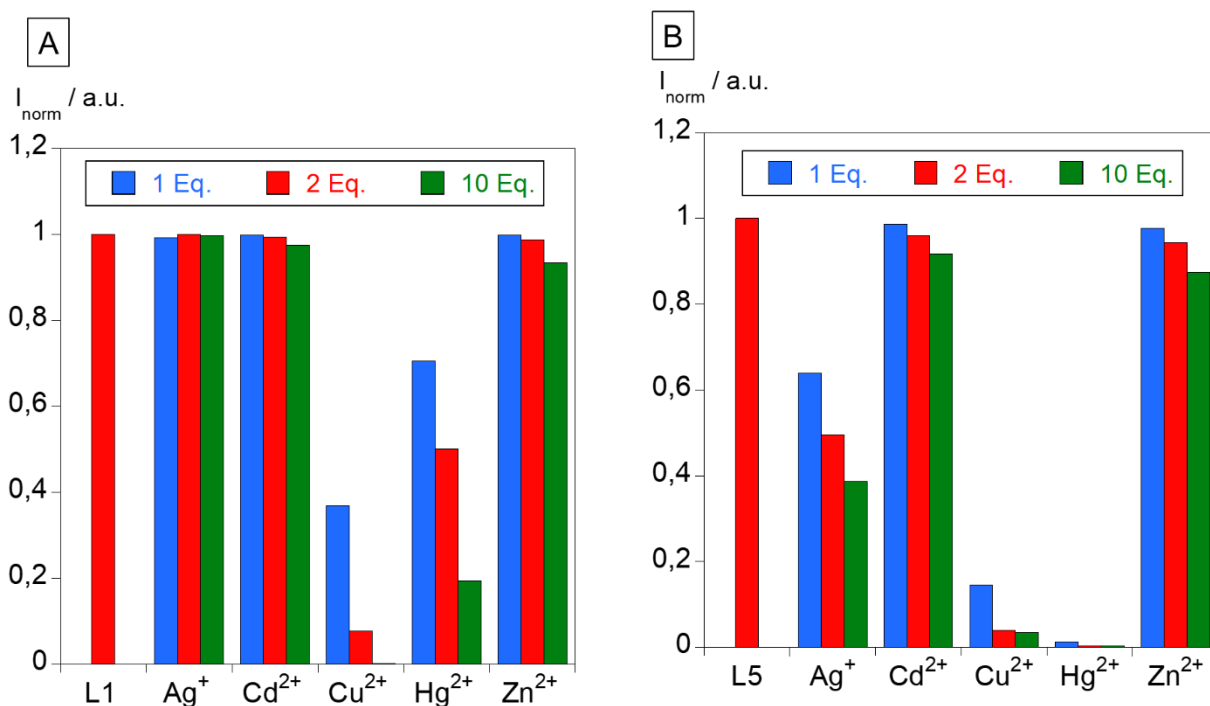 A
I_norm / a.u.
1,2
1 Eq. 2 Eq. 10 Eq.
1
0,8
0,6
0,4
0,2
0
L1 Ag⁺ Cd²⁺ Cu²⁺ Hg²⁺ Zn²⁺
B
I_norm / a.u.
1,2
1 Eq. 2 Eq. 10 Eq.
1
0,8
0,6
0,4
0,2
0
L5 Ag⁺ Cd²⁺ Cu²⁺ Hg²⁺ Zn²⁺